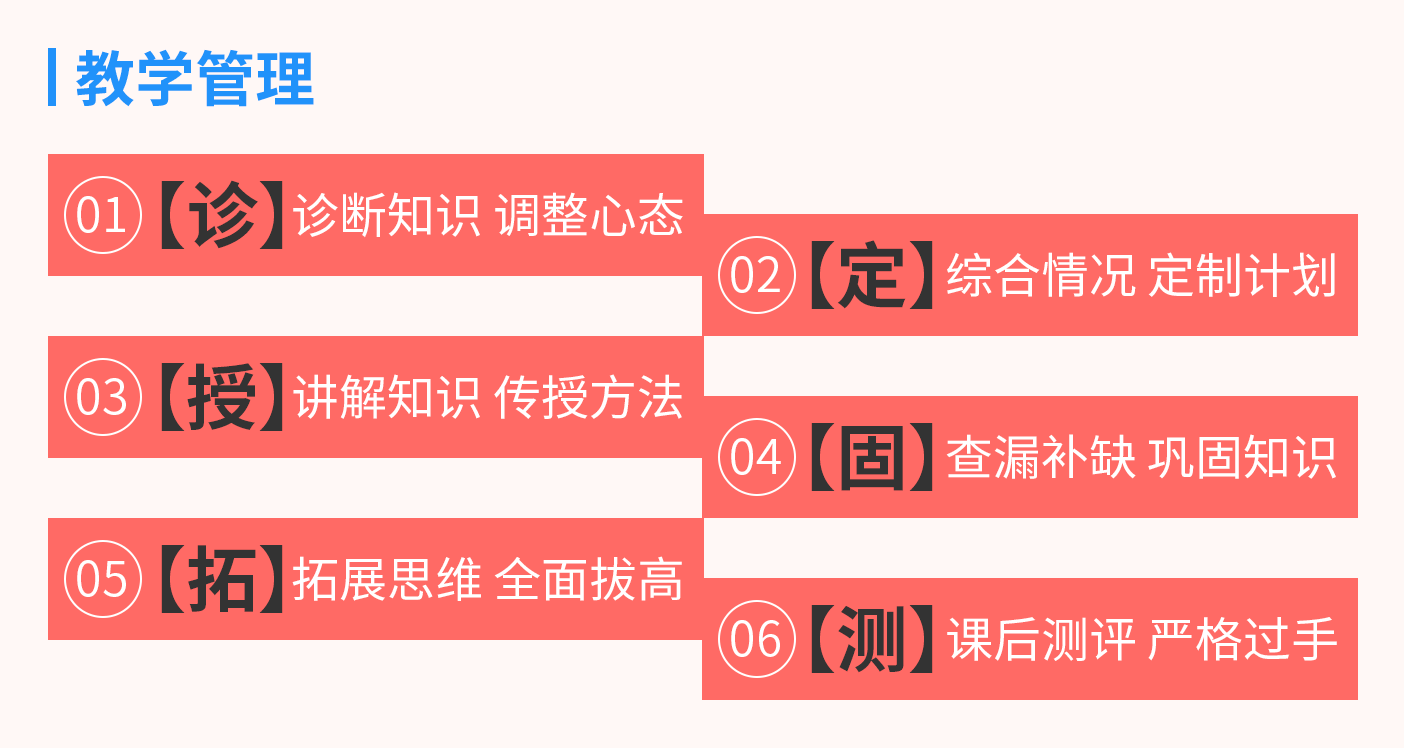 教学管理
01【诊】诊断知识 调整心态
02【定】综合情况 定制计划
03【授】讲解知识 传授方法
04【固】查漏补缺 巩固知识
05【拓】拓展思维 全面拔高
06【测】课后测评 严格过手